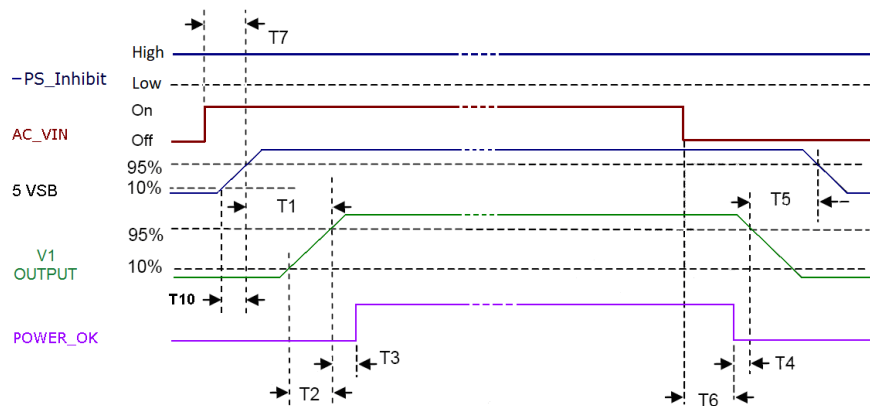 T7
High
−PS_Inhibit
Low
On
AC_VIN
Off
95%
5 VSB
10%
T1
T5
95%
V1
OUTPUT
10%
T10
POWER_OK
T3
T4
T2
T6